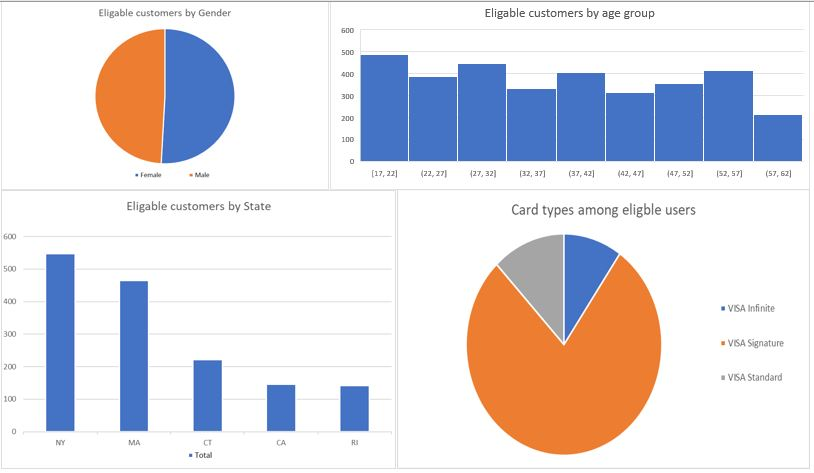 Eligable customers by Gender
Female Male
Eligable customers by age group
600
500
400
300
200
100
0
[17, 22] (22, 27] (27, 32] (32, 37] (37, 42] (42, 47] (47, 52] (52, 57] (57, 62]
Eligable customers by State
600
500
400
300
200
100
0
NY MA CT CA RI
Total
Card types among eligble users
VISA Infinite
VISA Signature
VISA Standard